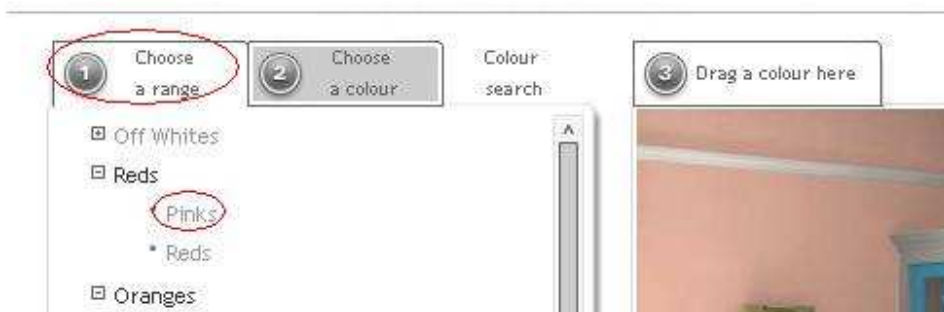 1 Choose a range
2 Choose a colour
Colour search
3 Drag a colour here
Off Whites
Reds
Pinks
Reds
Oranges